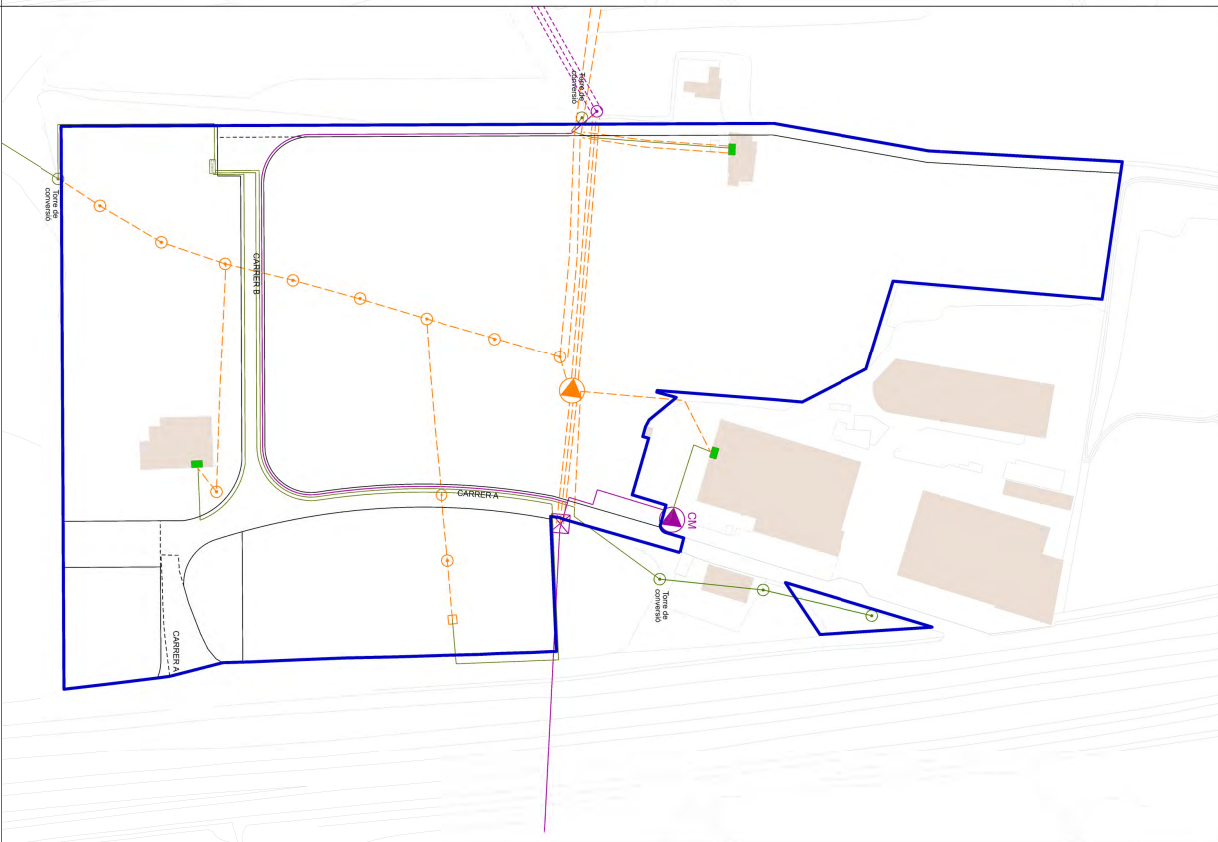 Torre de
conversió
Torre de
conversió
CARRER B
CARRER A
CM
Torre de
conversió
CARRER A